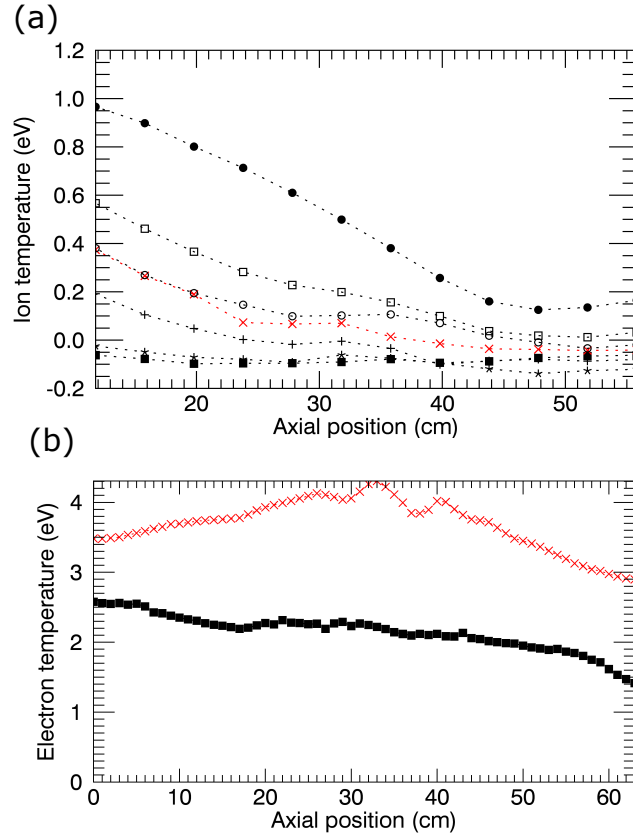 (a)
1.2
1.0
0.8
0.6
0.4
0.2
0.0
-0.2
Ion temperature (eV)
20 30 40 50
Axial position (cm)
(b)
4
3
2
1
0
Electron temperature (eV)
0 10 20 30 40 50 60
Axial position (cm)